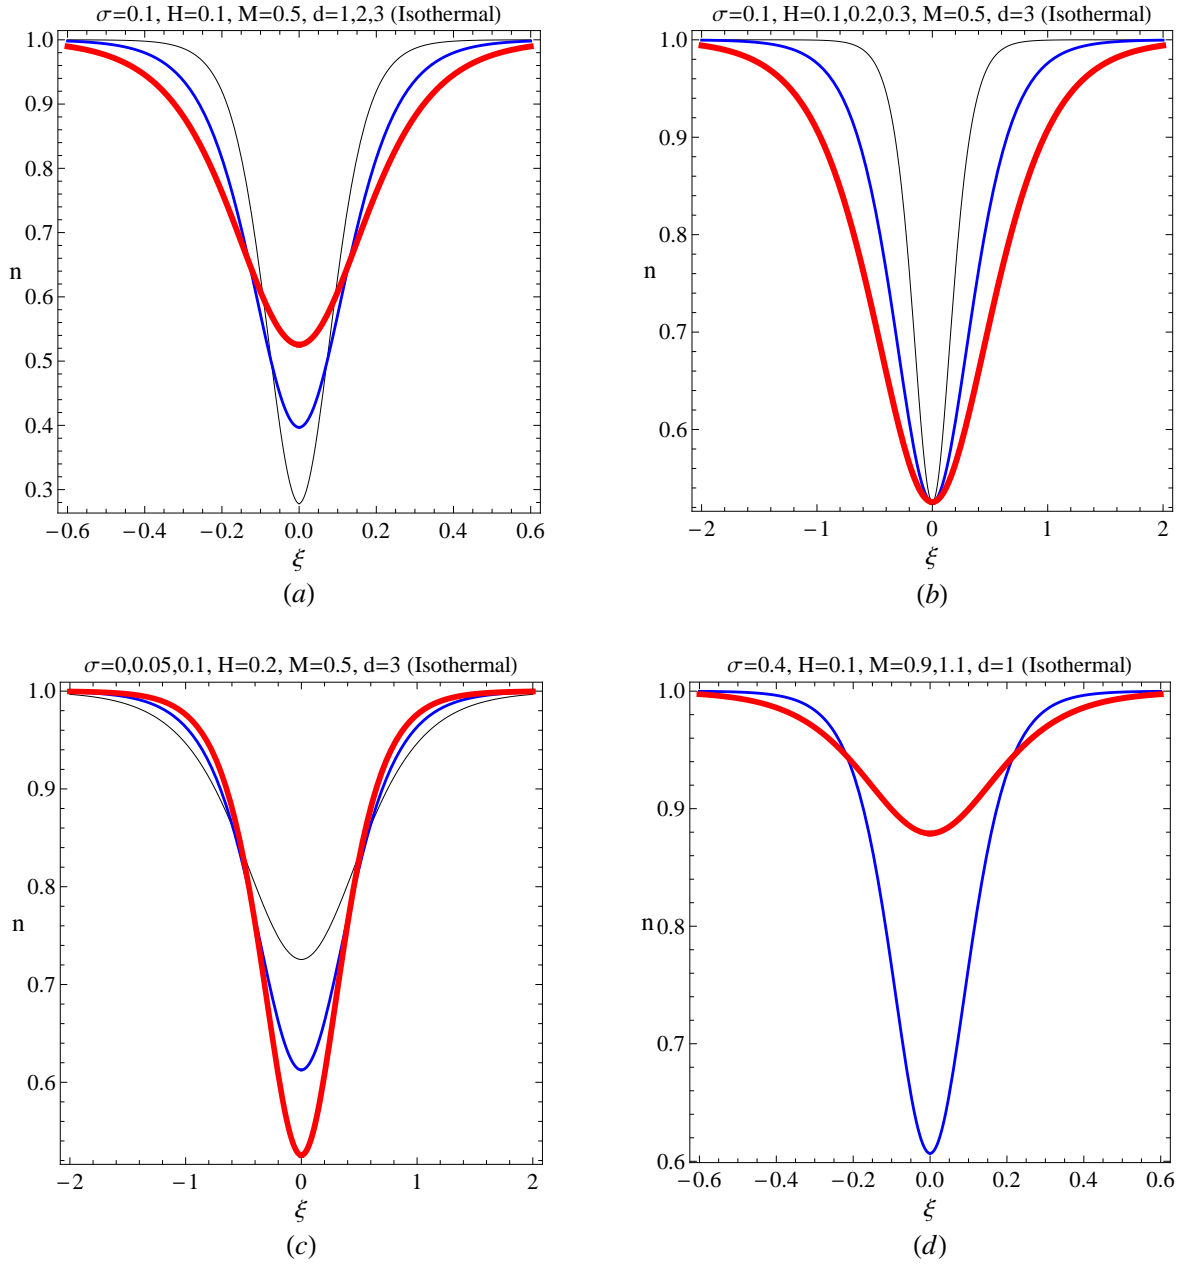 σ=0.1, H=0.1, M=0.5, d=1,2,3 (Isothermal)
1.0
0.9
0.8
0.7
0.6
0.5
0.4
0.3
n
−0.6 −0.4 −0.2 0.0 0.2 0.4 0.6
ξ
(a)
σ=0.1, H=0.1,0.2,0.3, M=0.5, d=3 (Isothermal)
1.0
0.9
0.8
0.7
0.6
n
−2 −1 0 1 2
ξ
(b)
σ=0,0.05,0.1, H=0.2, M=0.5, d=3 (Isothermal)
1.0
0.9
0.8
0.7
0.6
n
−2 −1 0 1 2
ξ
(c)
σ=0.4, H=0.1, M=0.9,1.1, d=1 (Isothermal)
1.0
0.9
0.8
0.7
0.6
n
−0.6 −0.4 −0.2 0.0 0.2 0.4 0.6
ξ
(d)